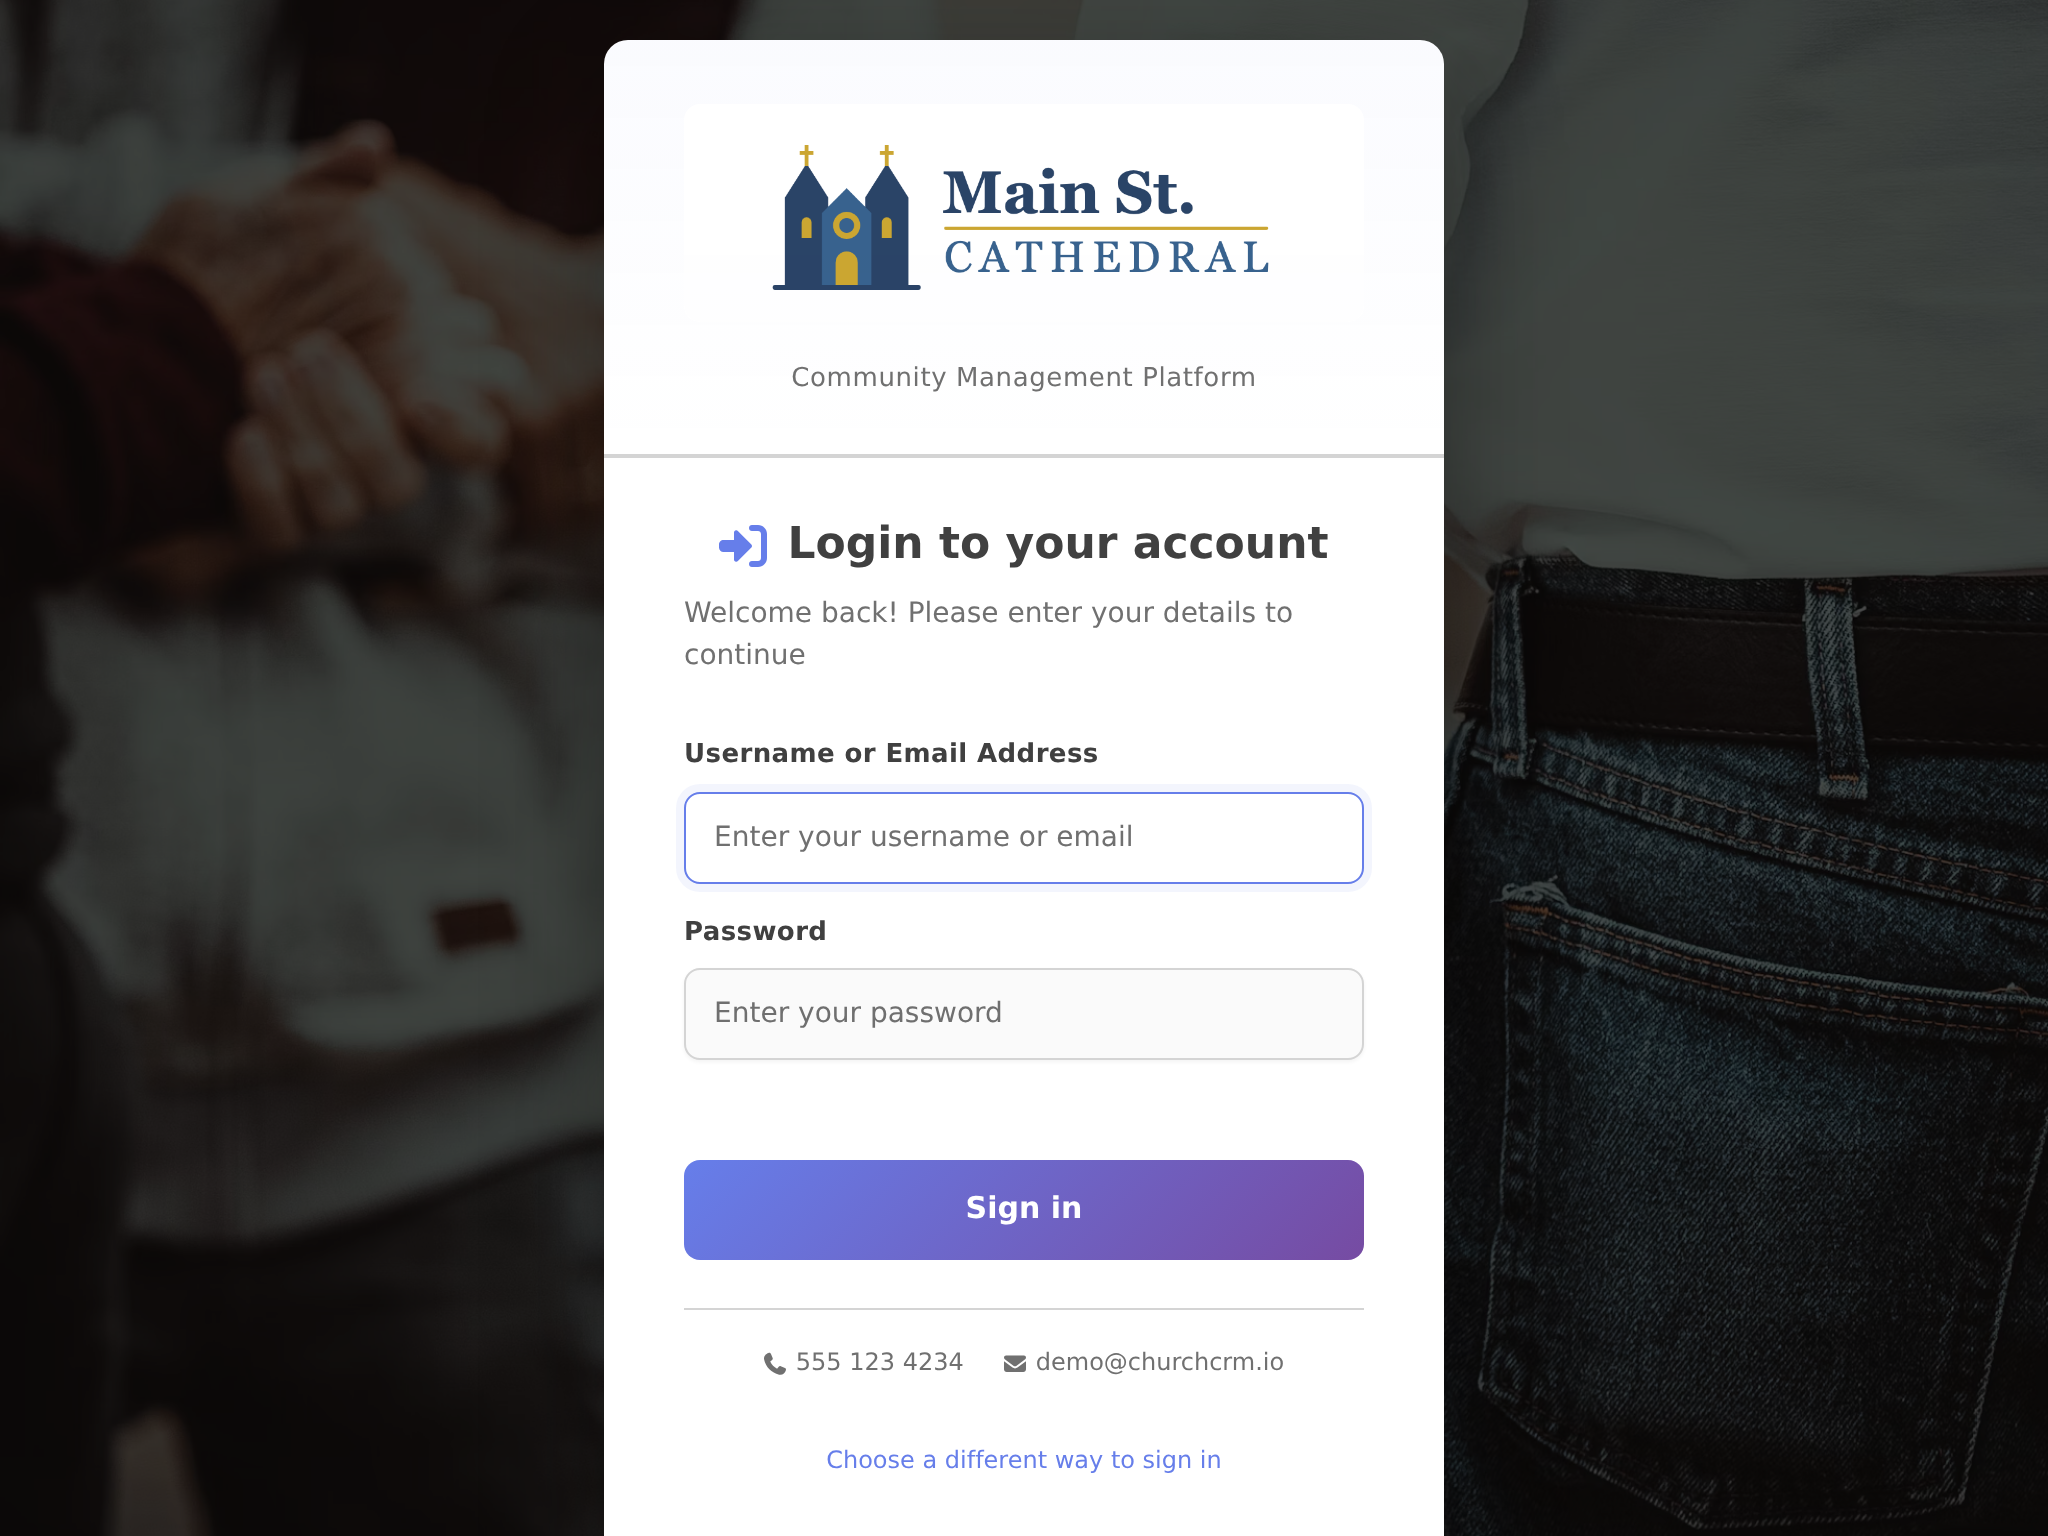 Main St.
CATHEDRAL
Community Management Platform
Login to your account
Welcome back! Please enter your details to
continue
Username or Email Address
Enter your username or email
Password
Enter your password
Sign in
555 123 4234 demo@churchcrm.io
Choose a different way to sign in